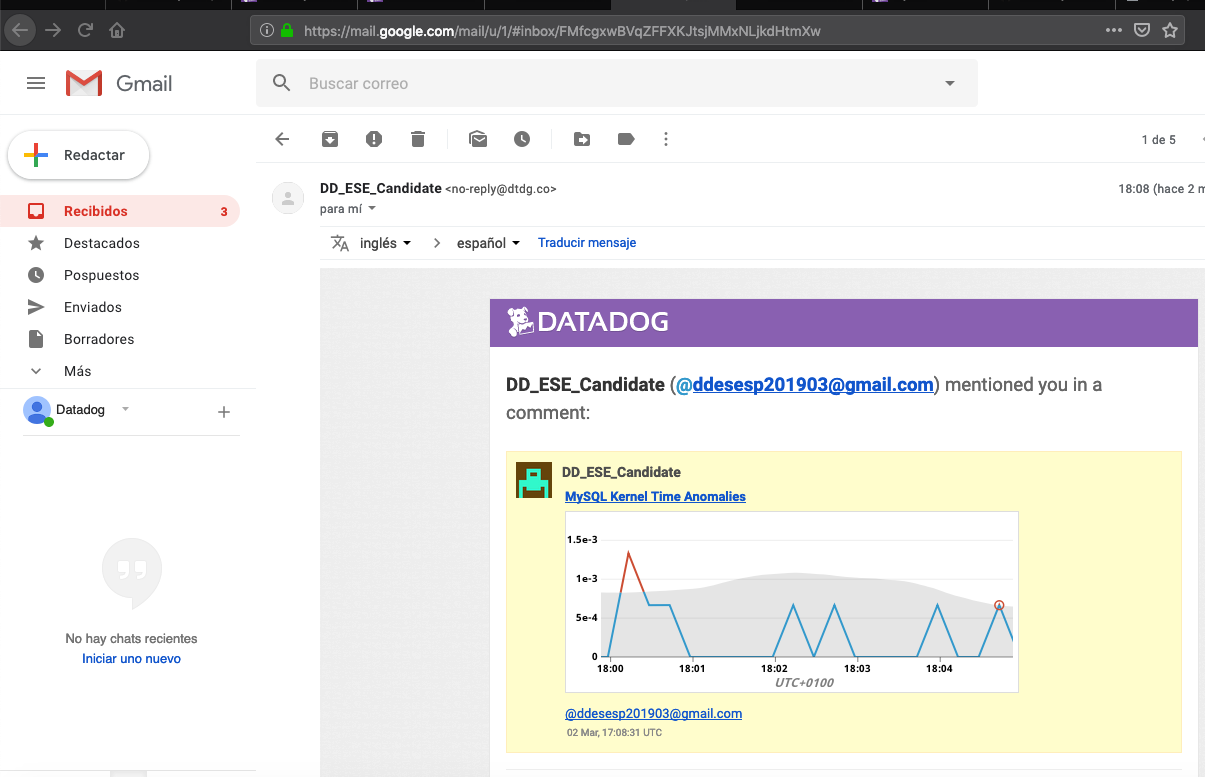 https://mail.google.com/mail/u/1/#inbox/FMfcgxwBVqZFFXKJtsjMMxNLjkdHtmXw
Gmail
Buscar correo
Redactar
1 de 5
Recibidos 3
Destacados
Pospuestos
Enviados
Borradores
Más
Datadog
No hay chats recientes
Iniciar uno nuevo
DD_ESE_Candidate <no-reply@dtdg.co>
18:08 (hace 2 m
para mí
inglés > español Traducir mensaje
DATADOG
DD_ESE_Candidate (@ddesesp201903@gmail.com) mentioned you in a
comment:
DD_ESE_Candidate
MySQL Kernel Time Anomalies
1.5e-3
1e-3
5e-4
0
18:00 18:01 18:02 18:03 18:04
UTC+0100
@ddesesp201903@gmail.com
02 Mar, 17:08:31 UTC